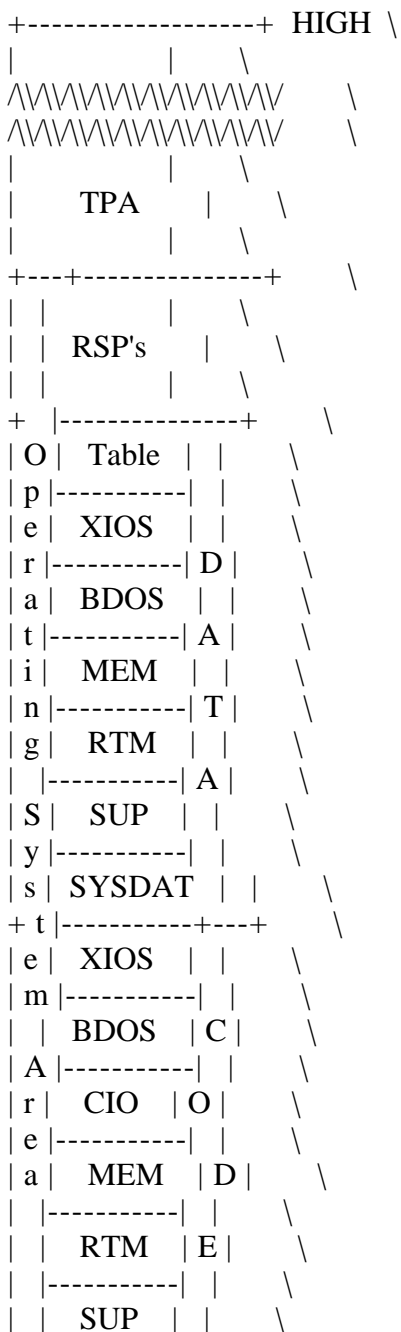 +-------------------+ HIGH \
|                |       \
/\/\/\/\/\/\/\/\/\/\/\/\/\/\/         \
/\/\/\/\/\/\/\/\/\/\/\/\/\/\/         \
|                |       \
|       TPA       |       \
|                |       \
+---+----------------+         \
|   |            |       \
|   |  RSP's      |       \
|   |            |       \
+   |---------------+         \
| O |   Table   |   |       \
| p |-----------|   |       \
| e |   XIOS    |   |       \
| r |-----------| D |       \
| a |   BDOS    |   |       \
| t |-----------| A |       \
| i |   MEM     |   |       \
| n |-----------| T |       \
| g |   RTM     |   |       \
|   |-----------| A |       \
| S |   SUP     |   |       \
| y |-----------|   |       \
| s |  SYSDAT   |   |       \
+ t |-----------+---+         \
| e |   XIOS    |   |       \
| m |-----------|   |       \
|   |   BDOS    | C |       \
| A |-----------|   |       \
| r |   CIO     | O |       \
| e |-----------|   |       \
| a |   MEM     | D |       \
|   |-----------|   |       \
|   |   RTM     | E |       \
|   |-----------|   |       \
|   |   SUP     |   |       \